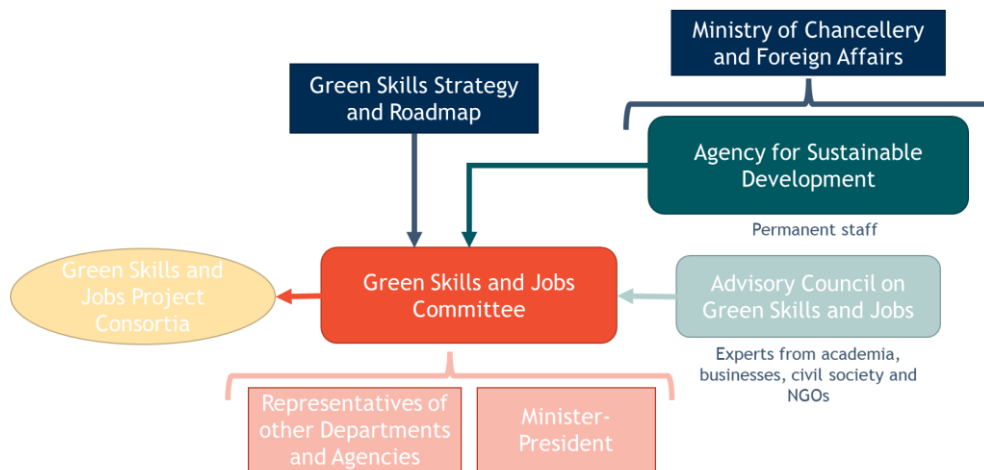 Ministry of Chancellery
and Foreign Affairs
Green Skills Strategy
and Roadmap
Agency for Sustainable
Development
Permanent staff
Green Skills and
Jobs Project
Consortia
Green Skills and Jobs
Committee
Advisory Council on
Green Skills and Jobs
Experts from academia,
businesses, civil society and
NGOs
Representatives of
other Departments
and Agencies
Minister-
President